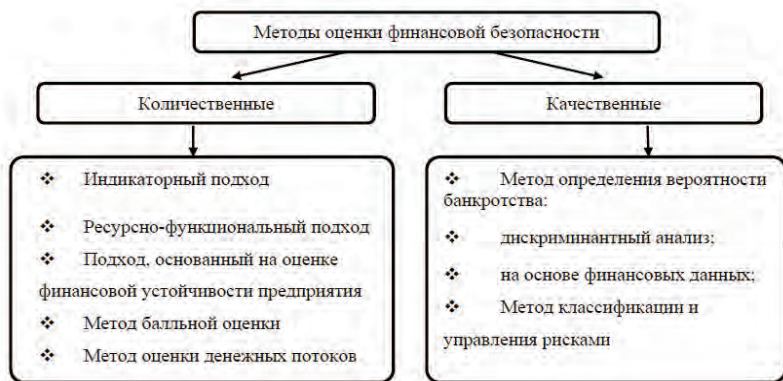 Методы оценки финансовой безопасности
Количественные
Качественные
❖ Индикаторный подход
❖ Ресурсно-функциональный подход
❖ Подход, основанный на оценке
финансовой устойчивости предприятия
❖ Метод балльной оценки
❖ Метод оценки денежных потоков
❖ Метод определения вероятности
банкротства:
❖ дискриминантный анализ;
❖ на основе финансовых данных;
❖ Метод классификации и
управления рисками